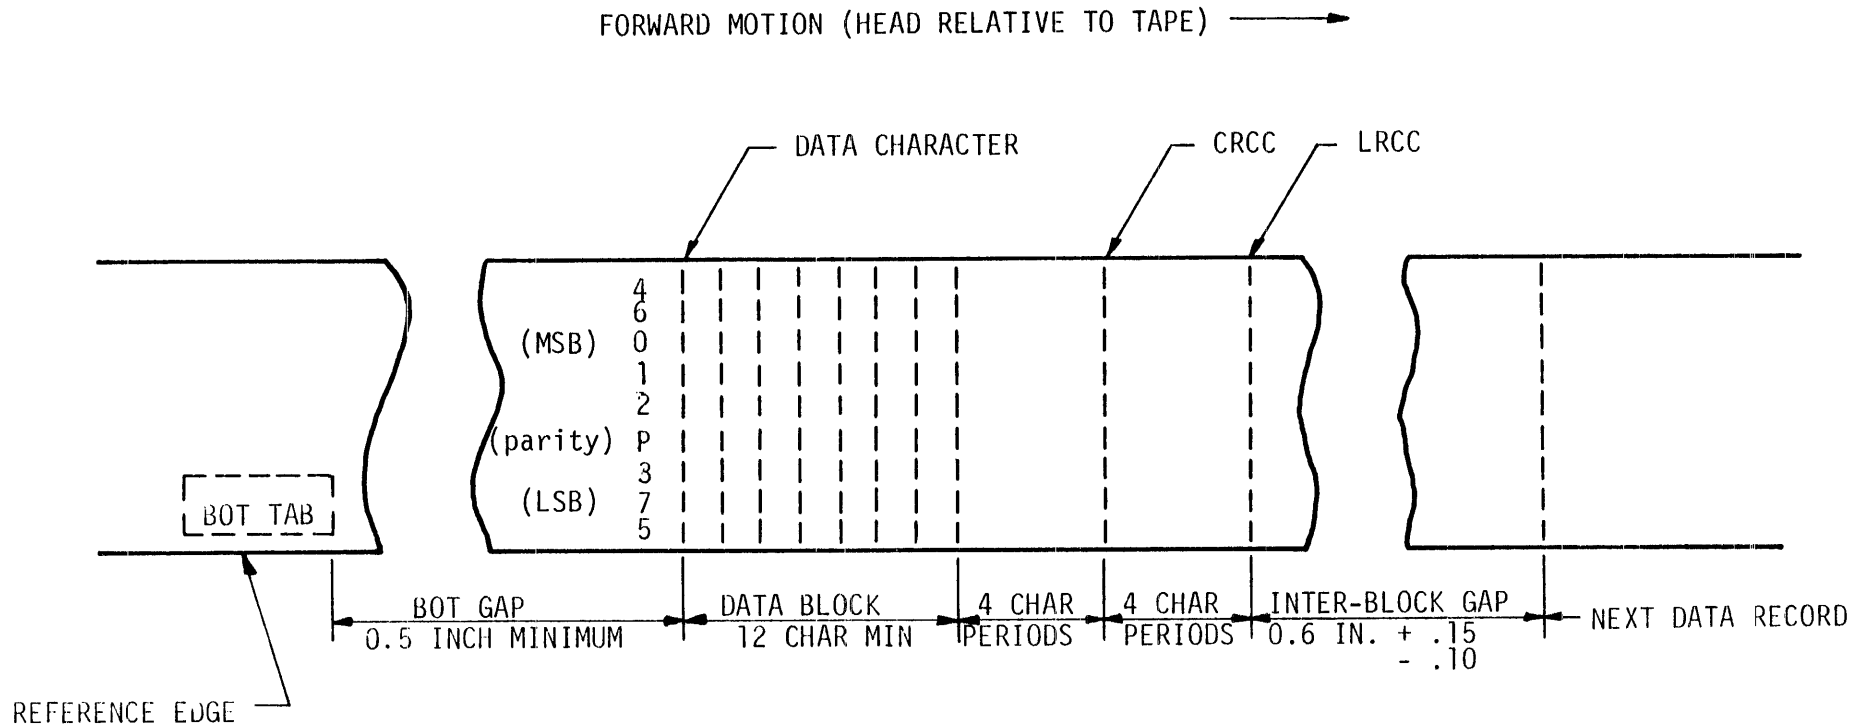 FORWARD MOTION (HEAD RELATIVE TO TAPE)
DATA CHARACTER
CRCC
LRCC
4
6
(MSB) 0
1
2
(parity) P
3
(LSB) 7
5
BOT TAB
BOT GAP
0.5 INCH MINIMUM
DATA BLOCK
12 CHAR MIN
4 CHAR
PERIODS
4 CHAR
PERIODS
INTER-BLOCK GAP
0.6 IN. + .15
- .10
NEXT DATA RECORD
REFERENCE EDGE